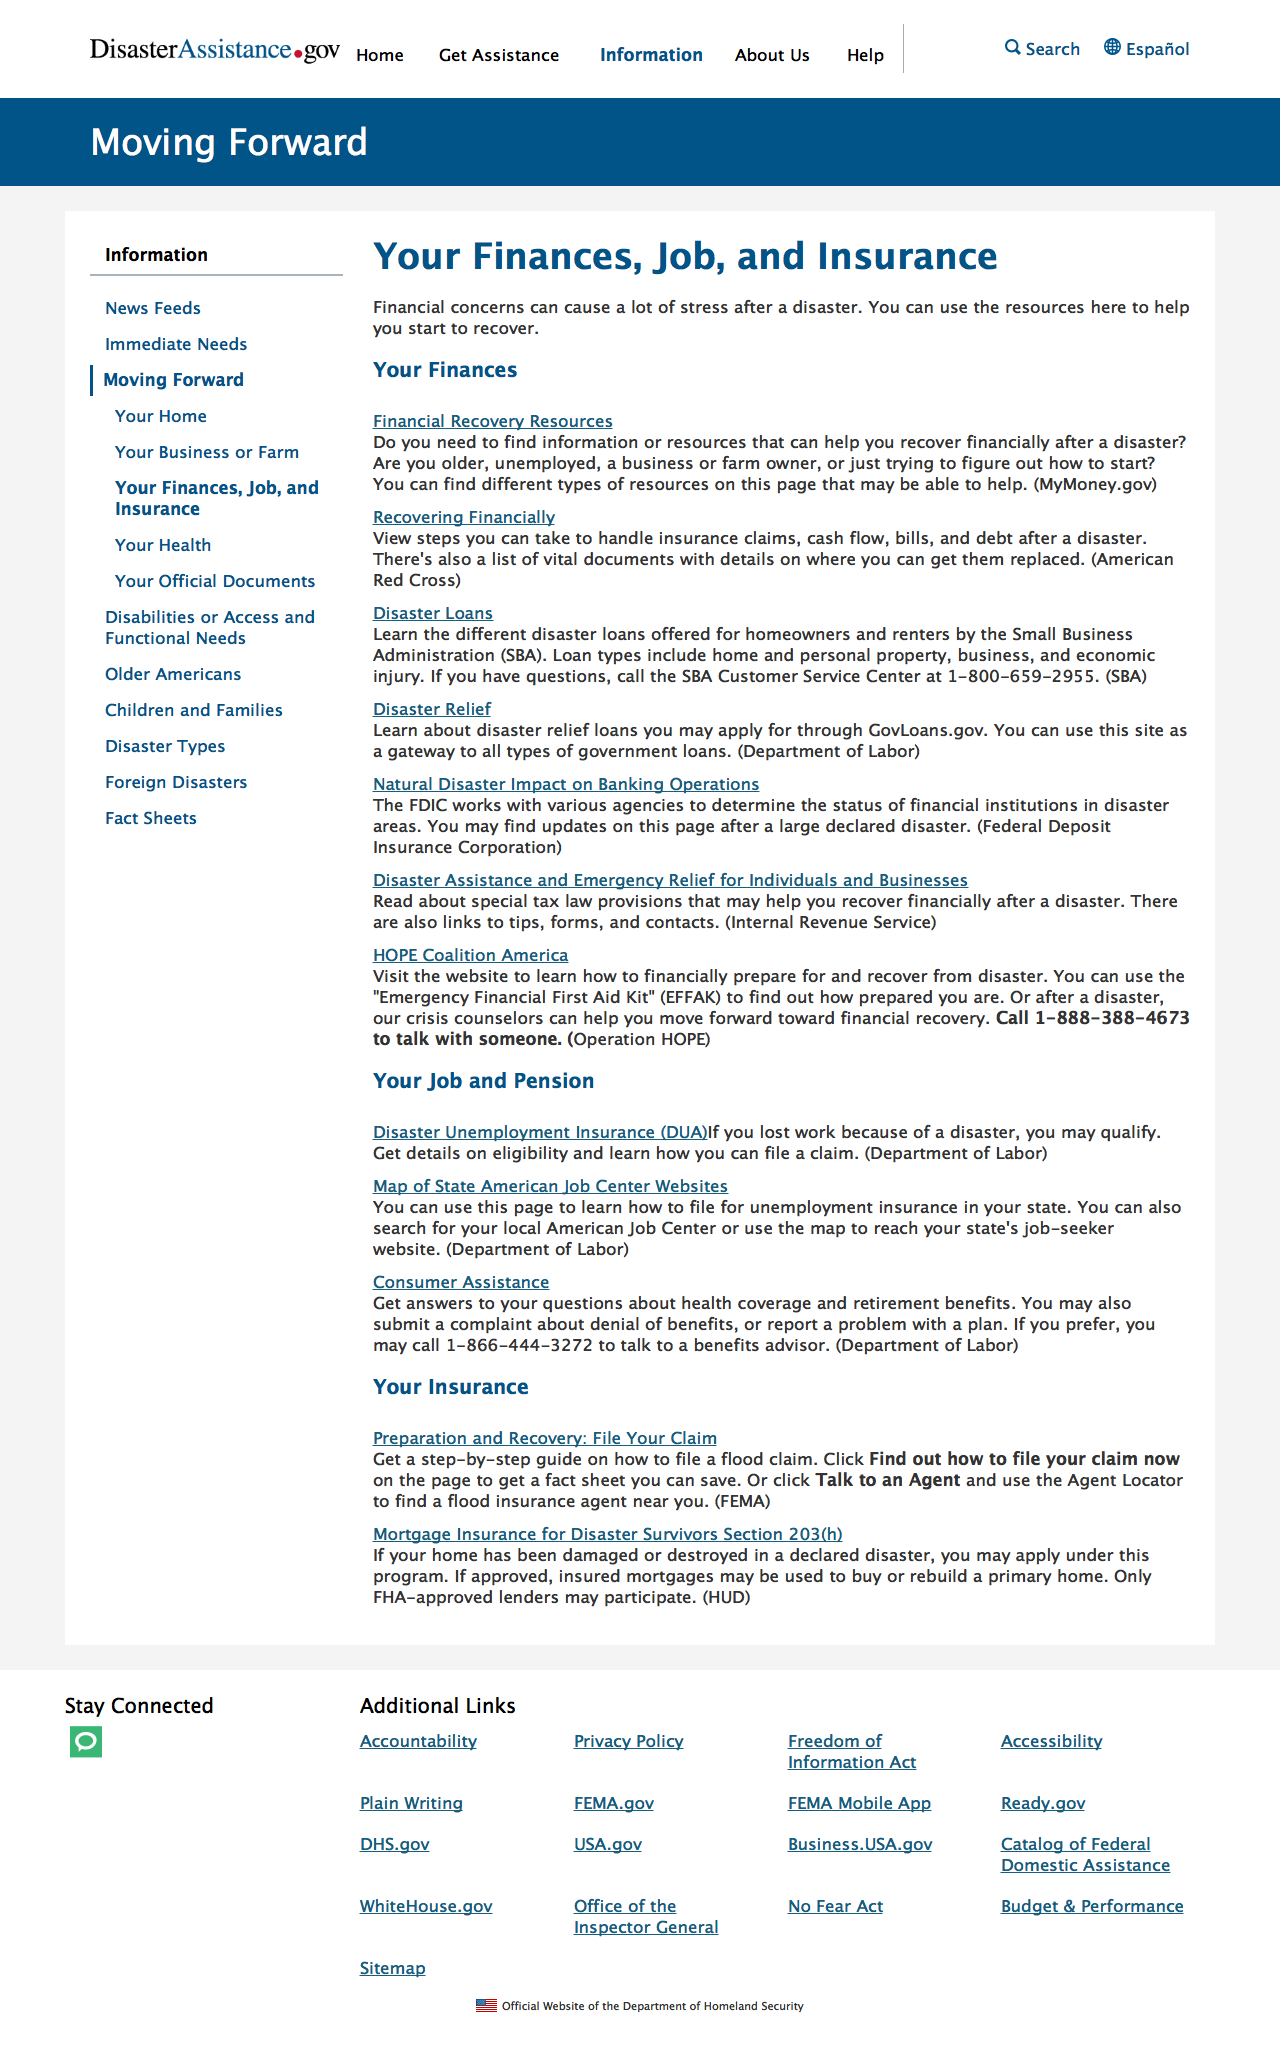 DisasterAssistance.gov
Home
Get Assistance
Information
About Us
Help
Search
Español
Moving Forward
Information
News Feeds
Immediate Needs
Moving Forward
Your Home
Your Business or Farm
Your Finances, Job, and
Insurance
Your Health
Your Official Documents
Disabilities or Access and
Functional Needs
Older Americans
Children and Families
Disaster Types
Foreign Disasters
Fact Sheets
Your Finances, Job, and Insurance
Financial concerns can cause a lot of stress after a disaster. You can use the resources here to help
you start to recover.
Your Finances
Financial Recovery Resources
Do you need to find information or resources that can help you recover financially after a disaster?
Are you older, unemployed, a business or farm owner, or just trying to figure out how to start?
You can find different types of resources on this page that may be able to help. (MyMoney.gov)
Recovering Financially
View steps you can take to handle insurance claims, cash flow, bills, and debt after a disaster.
There's also a list of vital documents with details on where you can get them replaced. (American
Red Cross)
Disaster Loans
Learn the different disaster loans offered for homeowners and renters by the Small Business
Administration (SBA). Loan types include home and personal property, business, and economic
injury. If you have questions, call the SBA Customer Service Center at 1-800-659-2955. (SBA)
Disaster Relief
Learn about disaster relief loans you may apply for through GovLoans.gov. You can use this site as
a gateway to all types of government loans. (Department of Labor)
Natural Disaster Impact on Banking Operations
The FDIC works with various agencies to determine the status of financial institutions in disaster
areas. You may find updates on this page after a large declared disaster. (Federal Deposit
Insurance Corporation)
Disaster Assistance and Emergency Relief for Individuals and Businesses
Read about special tax law provisions that may help you recover financially after a disaster. There
are also links to tips, forms, and contacts. (Internal Revenue Service)
HOPE Coalition America
Visit the website to learn how to financially prepare for and recover from disaster. You can use the
"Emergency Financial First Aid Kit" (EFFAK) to find out how prepared you are. Or after a disaster,
our crisis counselors can help you move forward toward financial recovery. Call 1-888-388-4673
to talk with someone. (Operation HOPE)
Your Job and Pension
Disaster Unemployment Insurance (DUA)If you lost work because of a disaster, you may qualify.
Get details on eligibility and learn how you can file a claim. (Department of Labor)
Map of State American Job Center Websites
You can use this page to learn how to file for unemployment insurance in your state. You can also
search for your local American Job Center or use the map to reach your state's job-seeker
website. (Department of Labor)
Consumer Assistance
Get answers to your questions about health coverage and retirement benefits. You may also
submit a complaint about denial of benefits, or report a problem with a plan. If you prefer, you
may call 1-866-444-3272 to talk to a benefits advisor. (Department of Labor)
Your Insurance
Preparation and Recovery: File Your Claim
Get a step-by-step guide on how to file a flood claim. Click Find out how to file your claim now
on the page to get a fact sheet you can save. Or click Talk to an Agent and use the Agent Locator
to find a flood insurance agent near you. (FEMA)
Mortgage Insurance for Disaster Survivors Section 203(h)
If your home has been damaged or destroyed in a declared disaster, you may apply under this
program. If approved, insured mortgages may be used to buy or rebuild a primary home. Only
FHA-approved lenders may participate. (HUD)
Stay Connected
Additional Links
Accountability
Privacy Policy
Freedom of
Information Act
Accessibility
Plain Writing
FEMA.gov
FEMA Mobile App
Ready.gov
DHS.gov
USA.gov
Business.USA.gov
Catalog of Federal
Domestic Assistance
WhiteHouse.gov
Office of the
Inspector General
No Fear Act
Budget & Performance
Sitemap
Official Website of the Department of Homeland Security